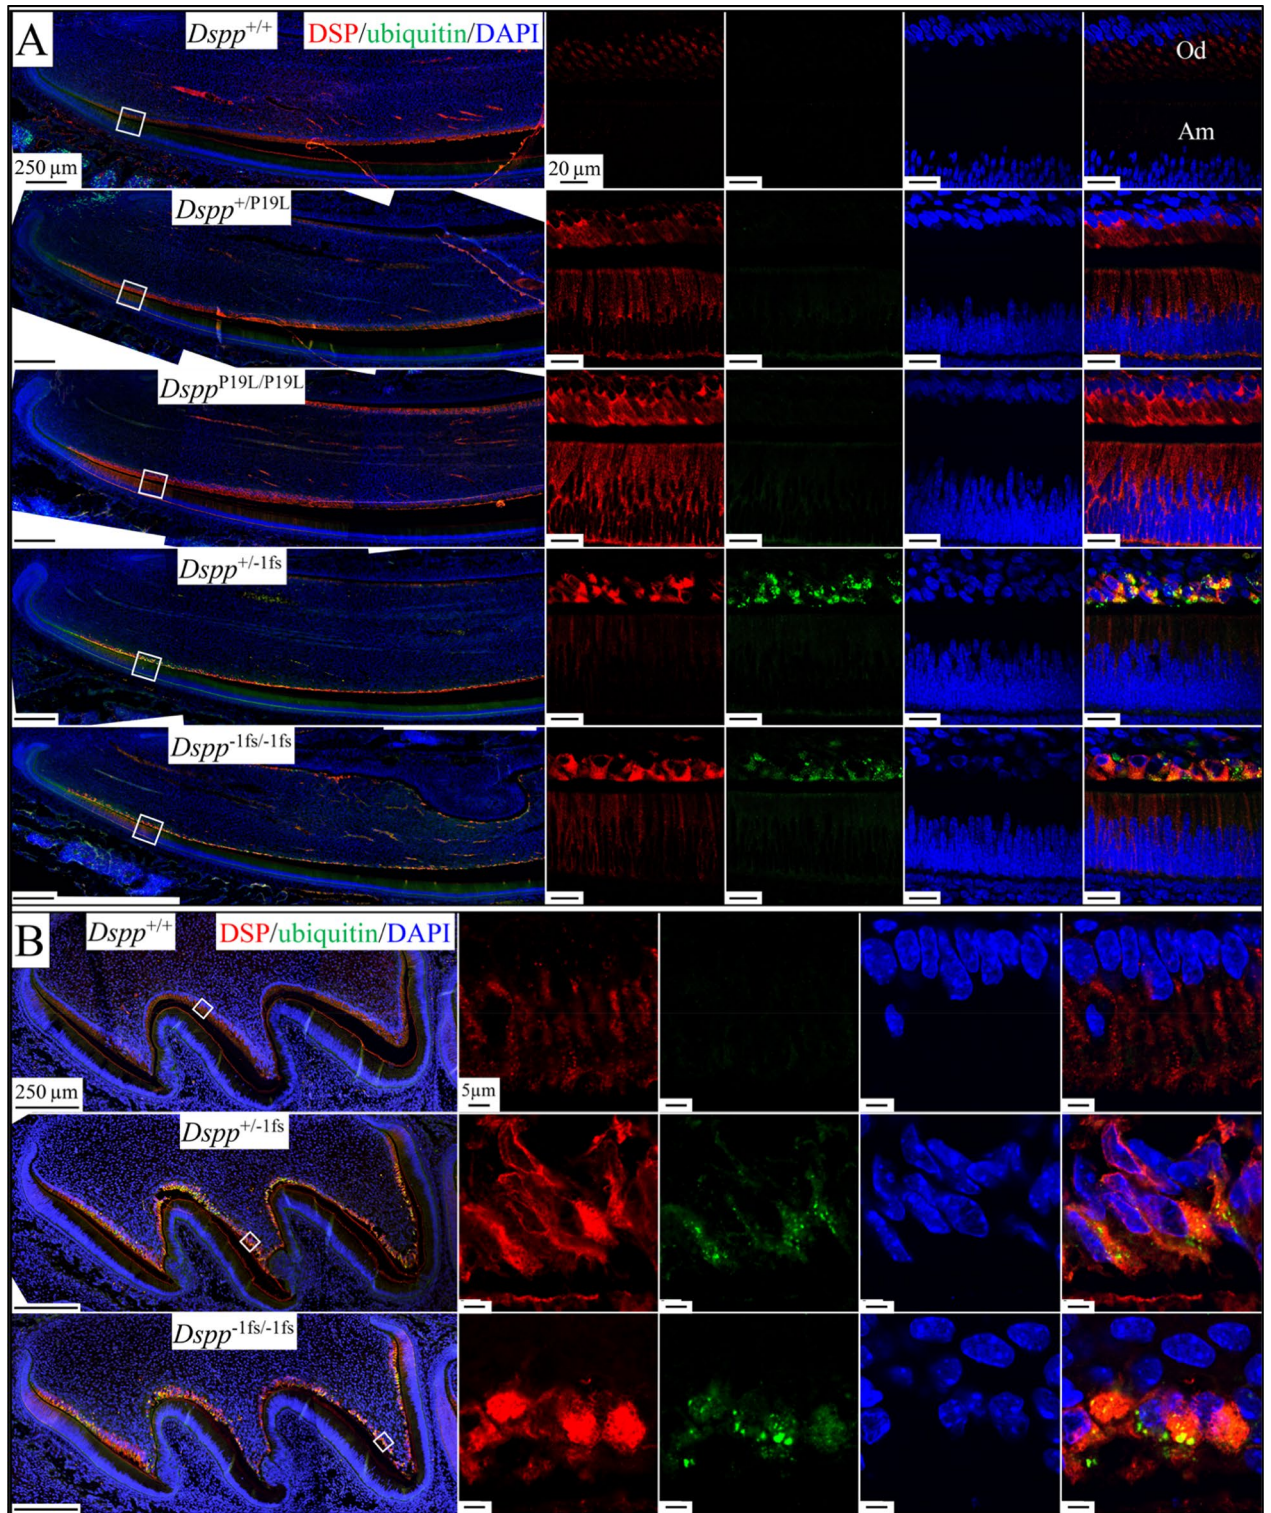 A
Dspp+/+
DSP/ubiquitin/DAPI
Od
Am
250 µm
20 µm
Dspp+/P19L
DsppP19L/P19L
Dspp+/-1fs
Dspp-1fs/-1fs
B
Dspp+/+
DSP/ubiquitin/DAPI
250 µm
5µm
Dspp+/-1fs
Dspp-1fs/-1fs